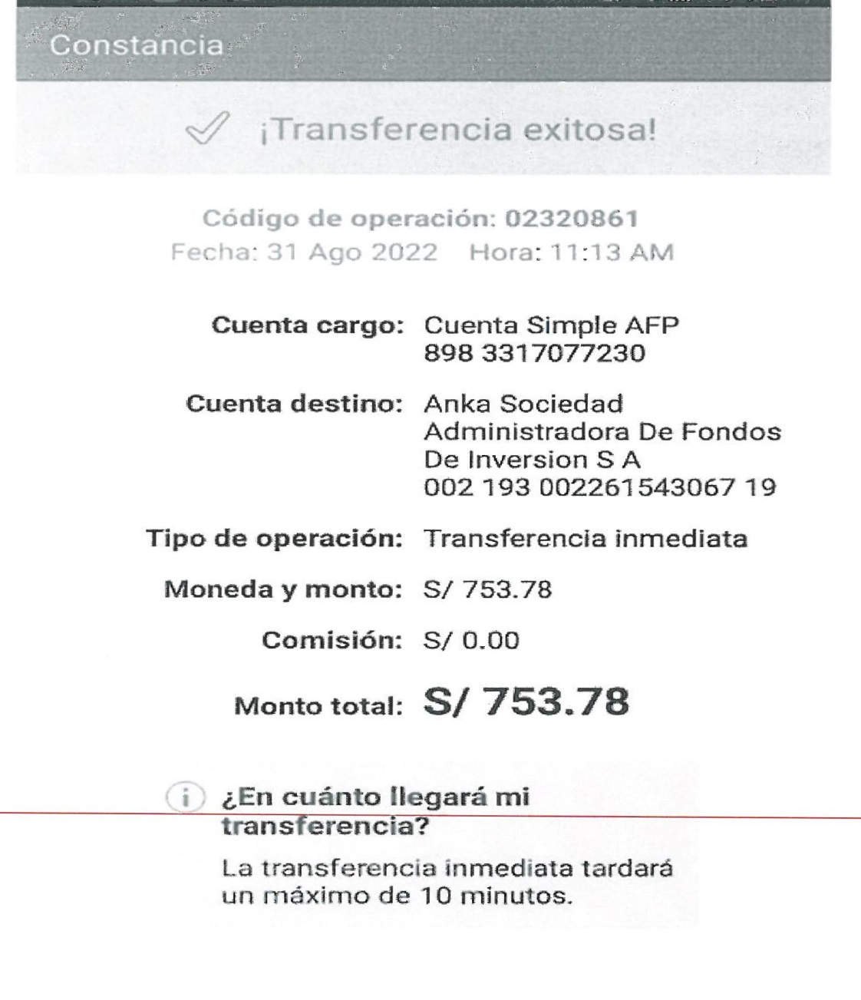 Constancia
¡Transferencia exitosa!
Código de operación: 02320861
Fecha: 31 Ago 2022 Hora: 11:13 AM
Cuenta cargo: Cuenta Simple AFP
898 3317077230
Cuenta destino: Anka Sociedad
Administradora De Fondos
De Inversion S A
002 193 002261543067 19
Tipo de operación: Transferencia inmediata
Moneda y monto: S/ 753.78
Comisión: S/ 0.00
Monto total: S/ 753.78
¿En cuánto llegará mi
transferencia?
La transferencia inmediata tardará
un máximo de 10 minutos.